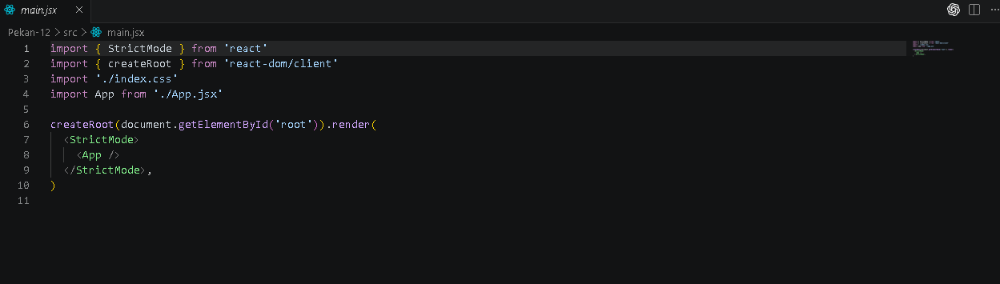 main.jsx
Pekan-12 > src > main.jsx
1 import { StrictMode } from 'react'
2 import { createRoot } from 'react-dom/client'
3 import './index.css'
4 import App from './App.jsx'
5
6 createRoot(document.getElementById('root')).render(
7 <StrictMode>
8 <App />
9 </StrictMode>,
10 )
11